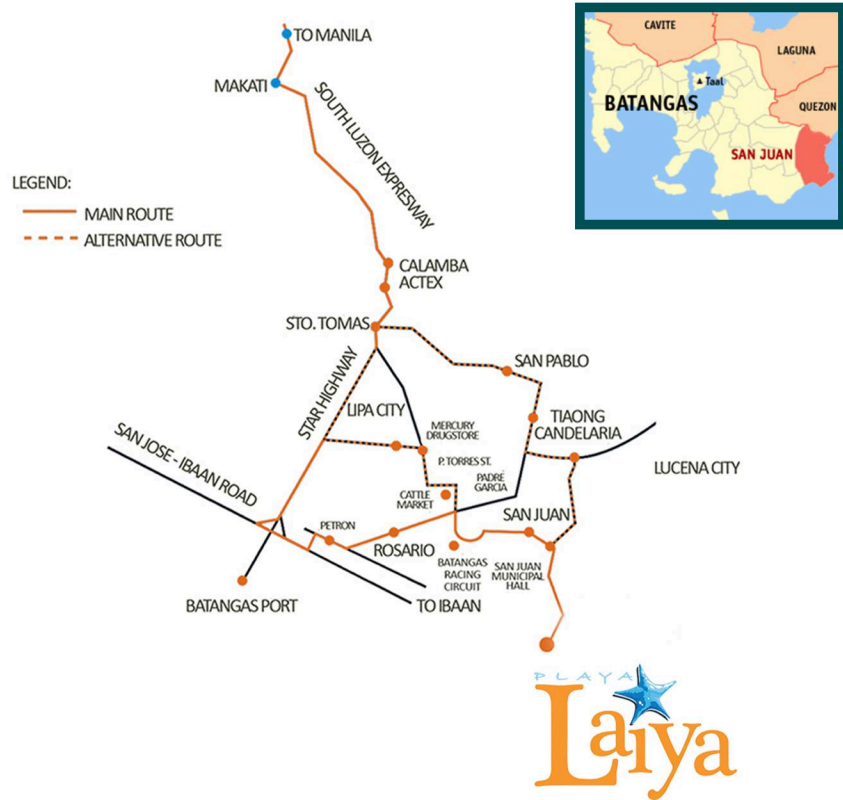 TO MANILA
MAKATI
SOUTH LUZON EXPRESWAY
LEGEND:
MAIN ROUTE
ALTERNATIVE ROUTE
CAVITE
LAGUNA
Taal
BATANGAS
QUEZON
SAN JUAN
CALAMBA
ACTEX
STO. TOMAS
SAN PABLO
STAR HIGHWAY
LIPA CITY
TIAONG
CANDELARIA
MERCURY
DRUGSTORE
P. TORRES ST.
SAN JOSE - IBAAN ROAD
LUCENA CITY
PADRE
GARCIA
CATTLE
MARKET
SAN JUAN
PETRON
ROSARIO
BATANGAS
RACING
CIRCUIT
SAN JUAN
MUNICIPAL
HALL
BATANGAS PORT
TO IBAAN
PLAYA
Laiya